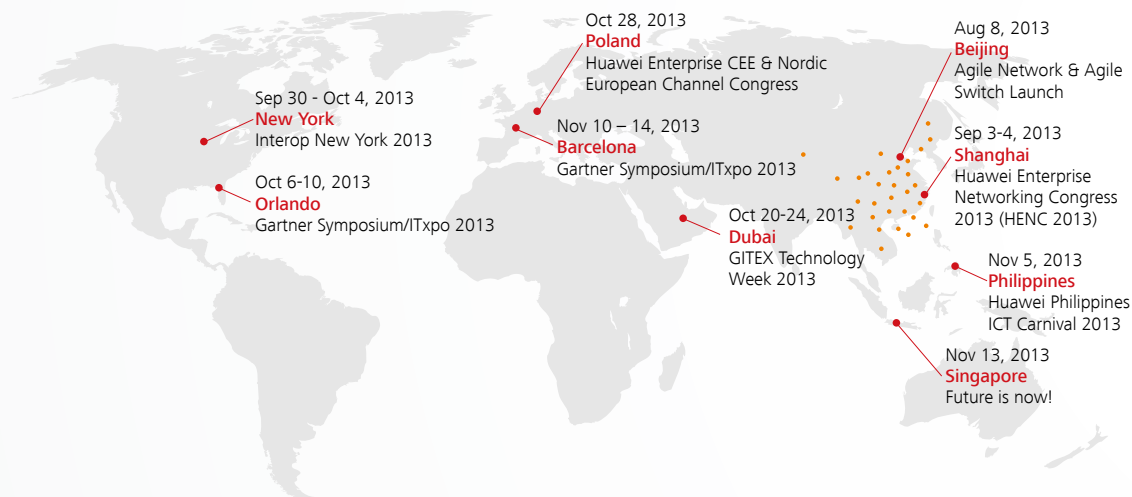 Oct 28, 2013
Poland
Huawei Enterprise CEE & Nordic
European Channel Congress
Aug 8, 2013
Beijing
Agile Network & Agile
Switch Launch
Sep 30 - Oct 4, 2013
New York
Interop New York 2013
Nov 10 – 14, 2013
Barcelona
Gartner Symposium/ITxpo 2013
Sep 3-4, 2013
Shanghai
Huawei Enterprise
Networking Congress
2013 (HENC 2013)
Oct 6-10, 2013
Orlando
Gartner Symposium/ITxpo 2013
Oct 20-24, 2013
Dubai
GITEX Technology
Week 2013
Nov 5, 2013
Philippines
Huawei Philippines
ICT Carnival 2013
Nov 13, 2013
Singapore
Future is now!